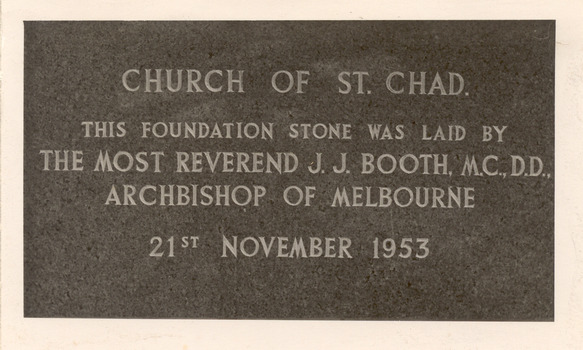 CHURCH OF ST. CHAD.
THIS FOUNDATION STONE WAS LAID BY
THE MOST REVEREND J. J. BOOTH, M.C., D.D.,
ARCHBISHOP OF MELBOURNE
21ST NOVEMBER 1953